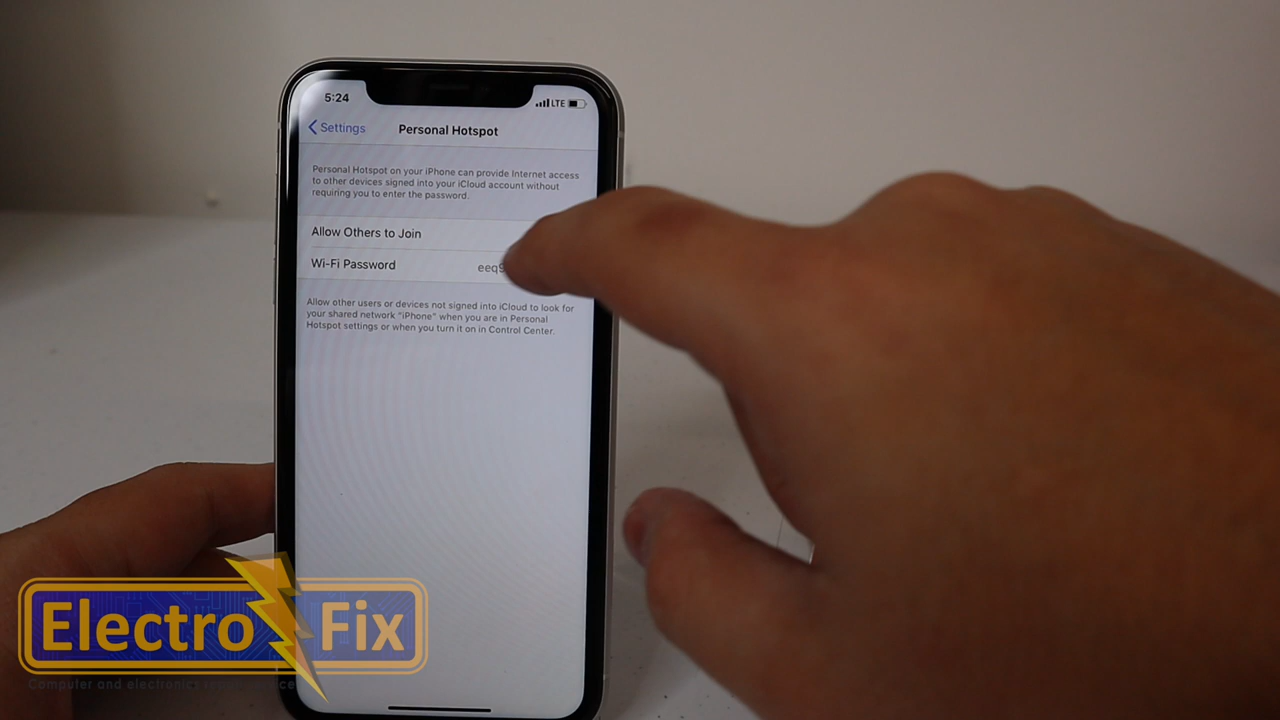 5:24
LTE
Settings
Personal Hotspot
Personal Hotspot on your iPhone can provide Internet access
to other devices signed into your iCloud account without
requiring you to enter the password.
Allow Others to Join
Wi-Fi Password
Allow other users or devices not signed into iCloud to look for
your shared network "iPhone" when you are in Personal
Hotspot settings or when you turn it on in Control Center.
Electro Fix
Computer and electronics